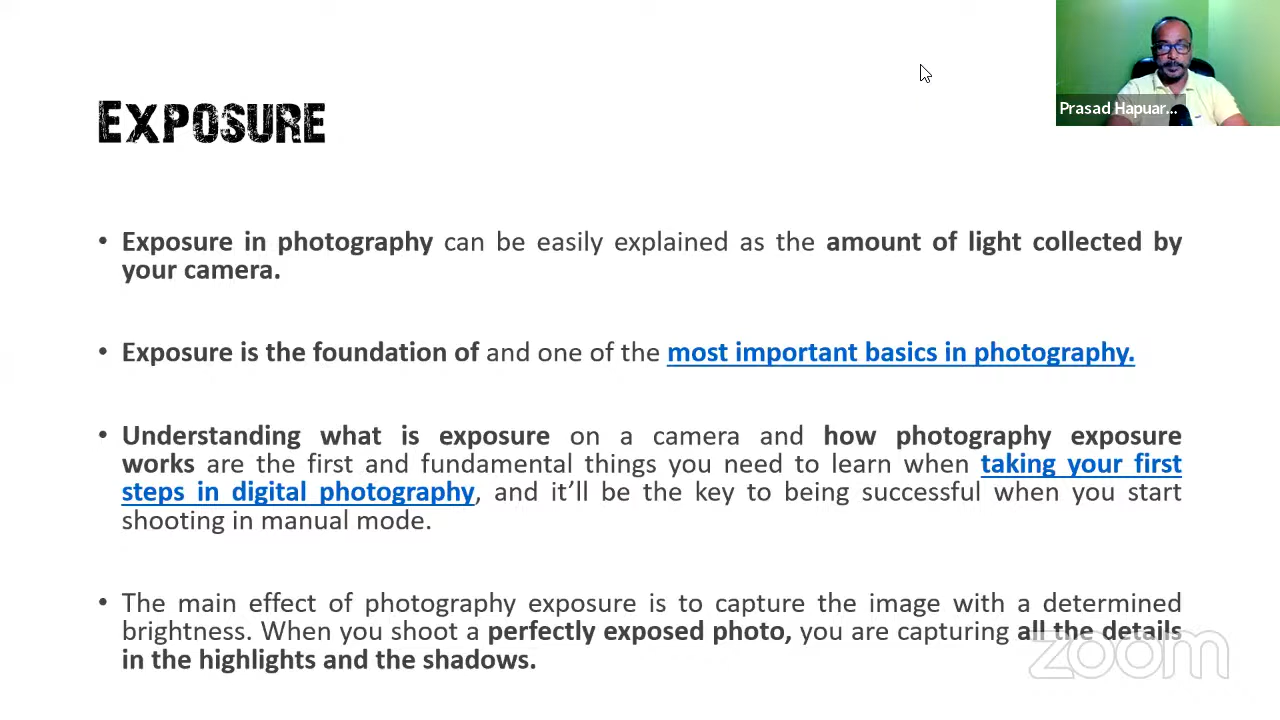 EXPOSURE
Prasad Hapuar...
• Exposure in photography can be easily explained as the amount of light collected by
your camera.
• Exposure is the foundation of and one of the most important basics in photography.
• Understanding what is exposure on a camera and how photography exposure
works are the first and fundamental things you need to learn when taking your first
steps in digital photography, and it’ll be the key to being successful when you start
shooting in manual mode.
• The main effect of photography exposure is to capture the image with a determined
brightness. When you shoot a perfectly exposed photo, you are capturing all the details
in the highlights and the shadows.
zoom